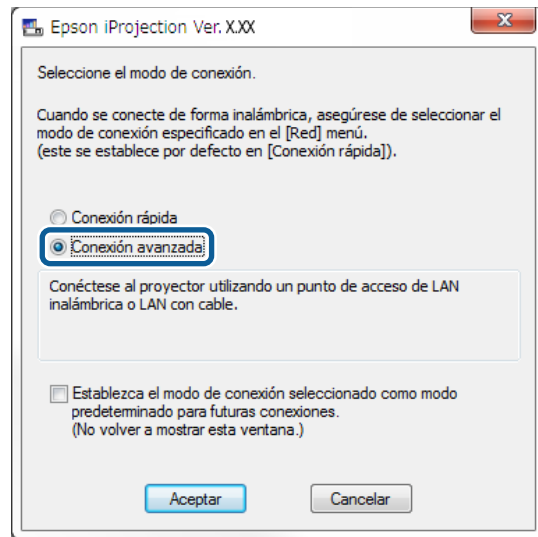 Epson iProjection Ver. X.XX
Seleccione el modo de conexión.
Cuando se conecte de forma inalámbrica, asegúrese de seleccionar el
modo de conexión especificado en el [Red] menú.
(este se establece por defecto en [Conexión rápida]).
Conexión rápida
Conexión avanzada
Conéctese al proyector utilizando un punto de acceso de LAN
inalámbrica o LAN con cable.
Establezca el modo de conexión seleccionado como modo
predeterminado para futuras conexiones.
(No volver a mostrar esta ventana.)
Aceptar
Cancelar